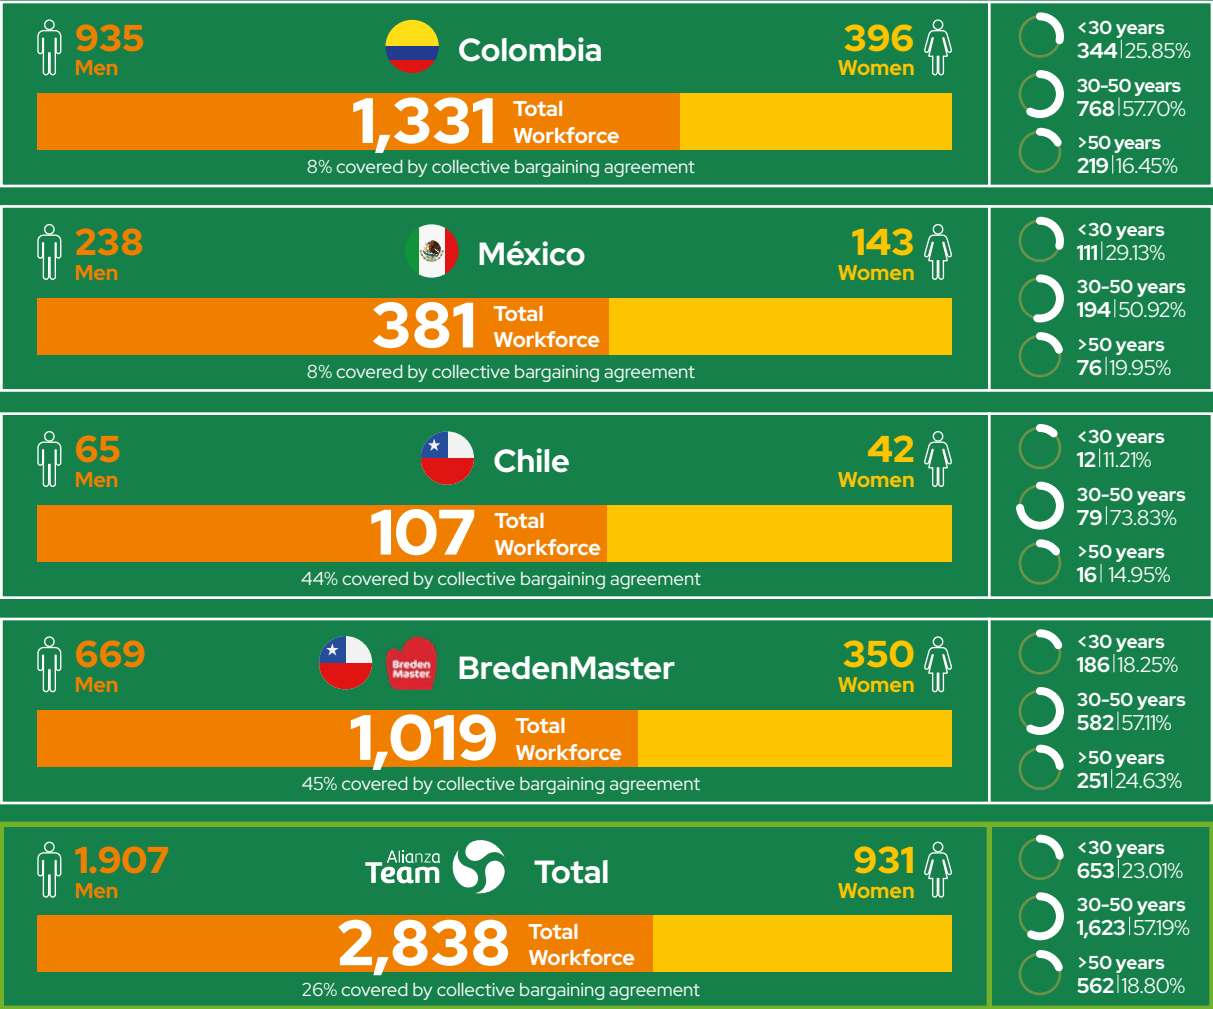 935
Men
Colombia
396
Women
1,331 Total
Workforce
8% covered by collective bargaining agreement
<30 years
344|25.85%
30-50 years
768|57.70%
>50 years
219|16.45%
238
Men
México
143
Women
381 Total
Workforce
8% covered by collective bargaining agreement
<30 years
111|29.13%
30-50 years
194|50.92%
>50 years
76|19.95%
65
Men
Chile
42
Women
107 Total
Workforce
44% covered by collective bargaining agreement
<30 years
12|11.21%
30-50 years
79|73.83%
>50 years
16| 14.95%
669
Men
Breden
Master
BredenMaster
350
Women
1,019 Total
Workforce
45% covered by collective bargaining agreement
<30 years
186|18.25%
30-50 years
582|57.11%
>50 years
251|24.63%
1.907
Men
Alianza
Team
Total
931
Women
2,838 Total
Workforce
26% covered by collective bargaining agreement
<30 years
653|23.01%
30-50 years
1,623|57.19%
>50 years
562|18.80%